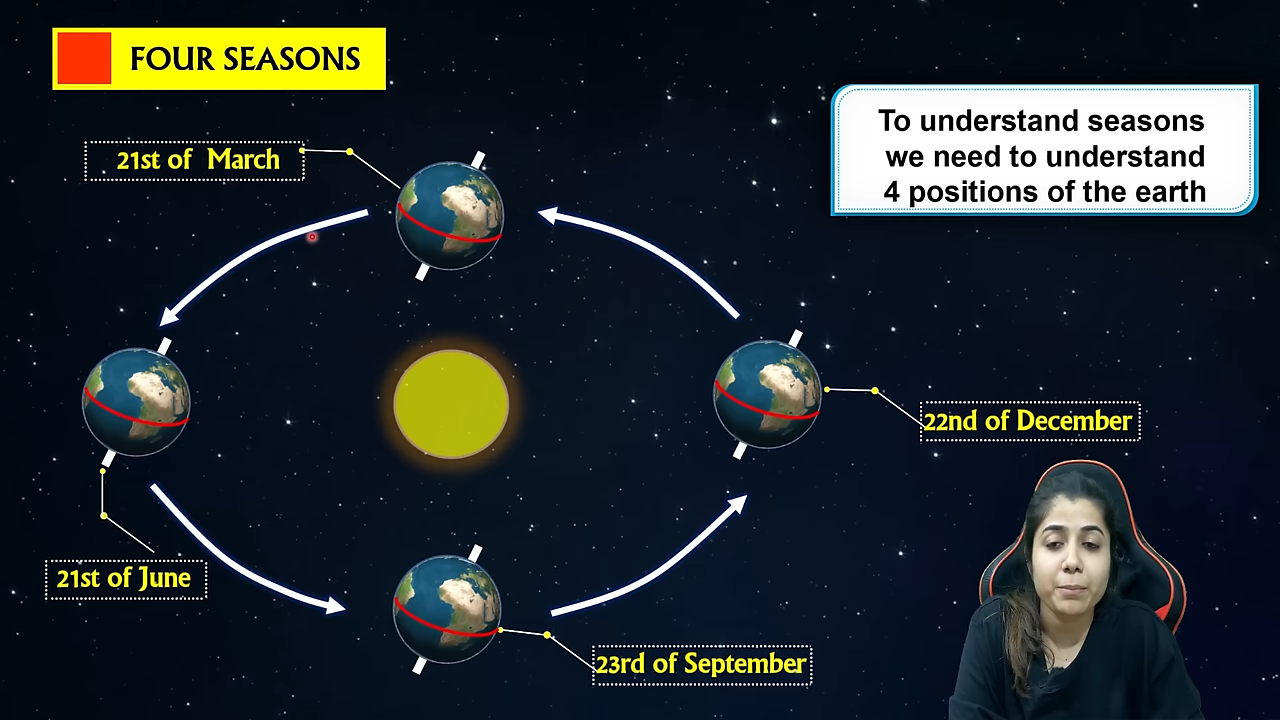 FOUR SEASONS
To understand seasons
we need to understand
4 positions of the earth
21st of March
22nd of December
21st of June
23rd of September